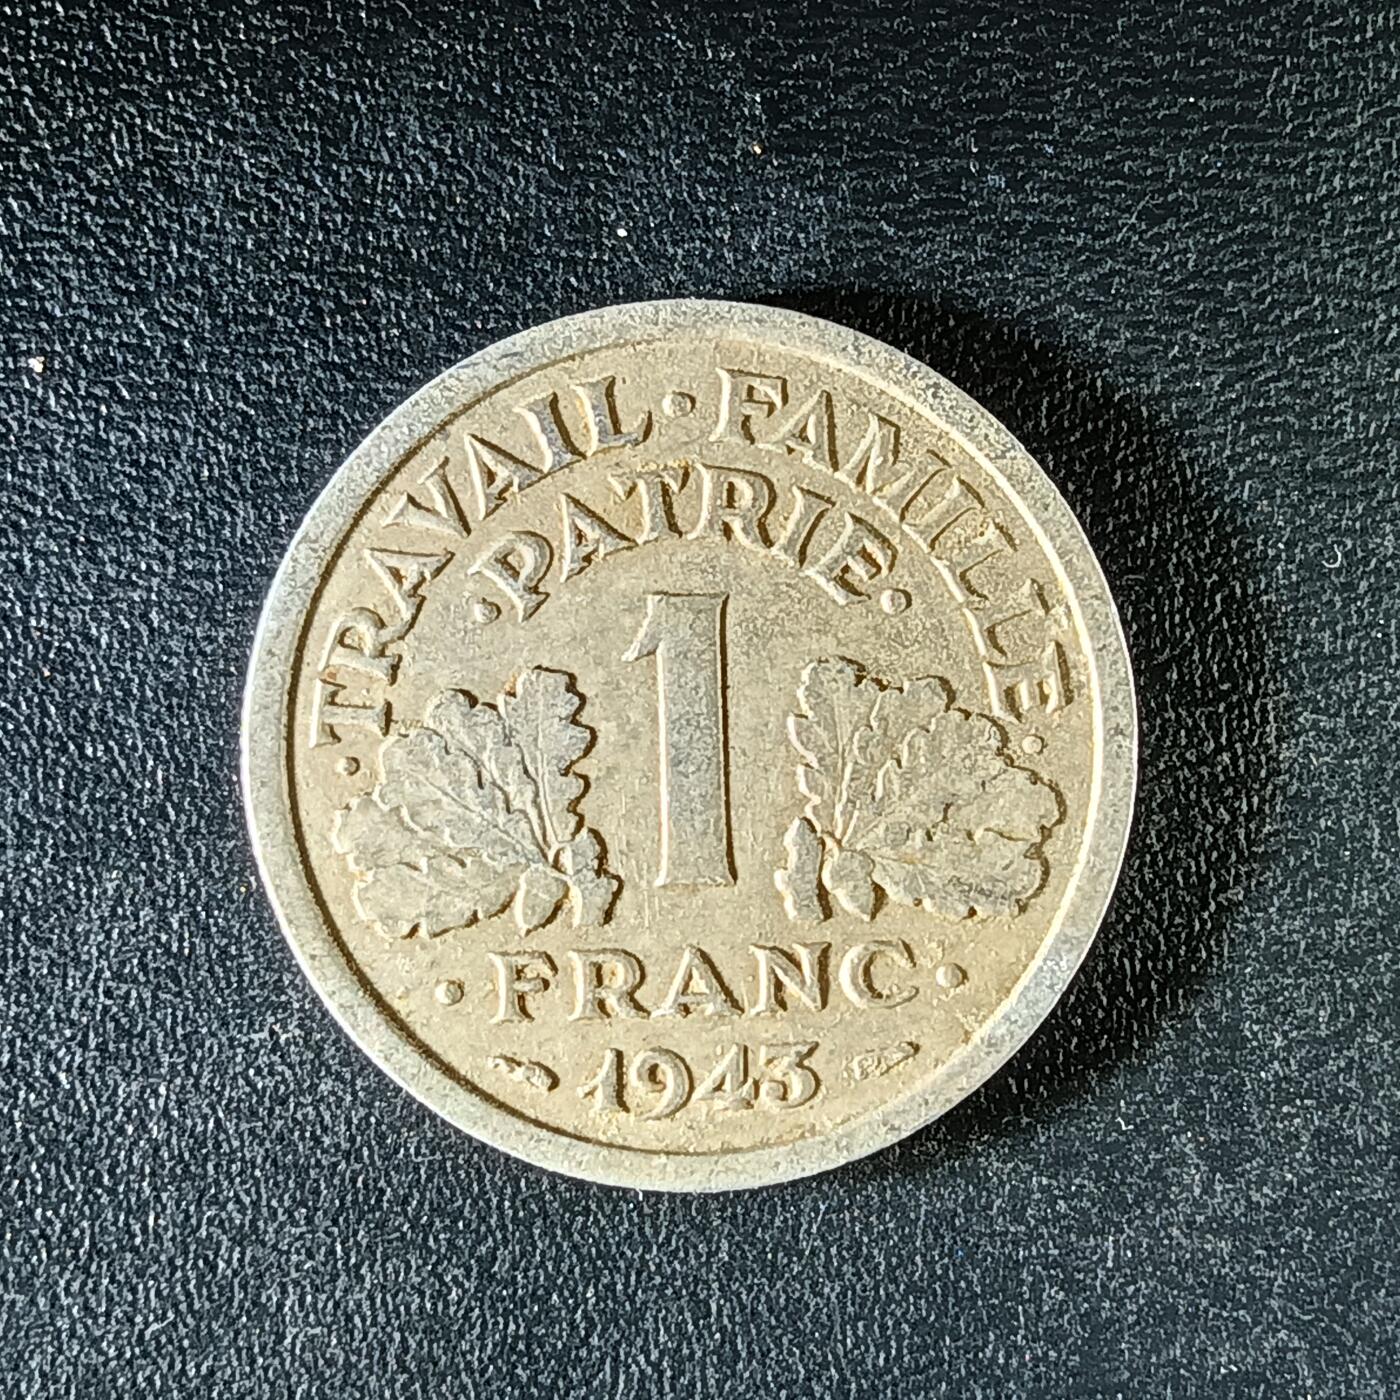 ·TRAVAIL·FAMILLE·
·PATRIE·
1
·FRANC·
1943